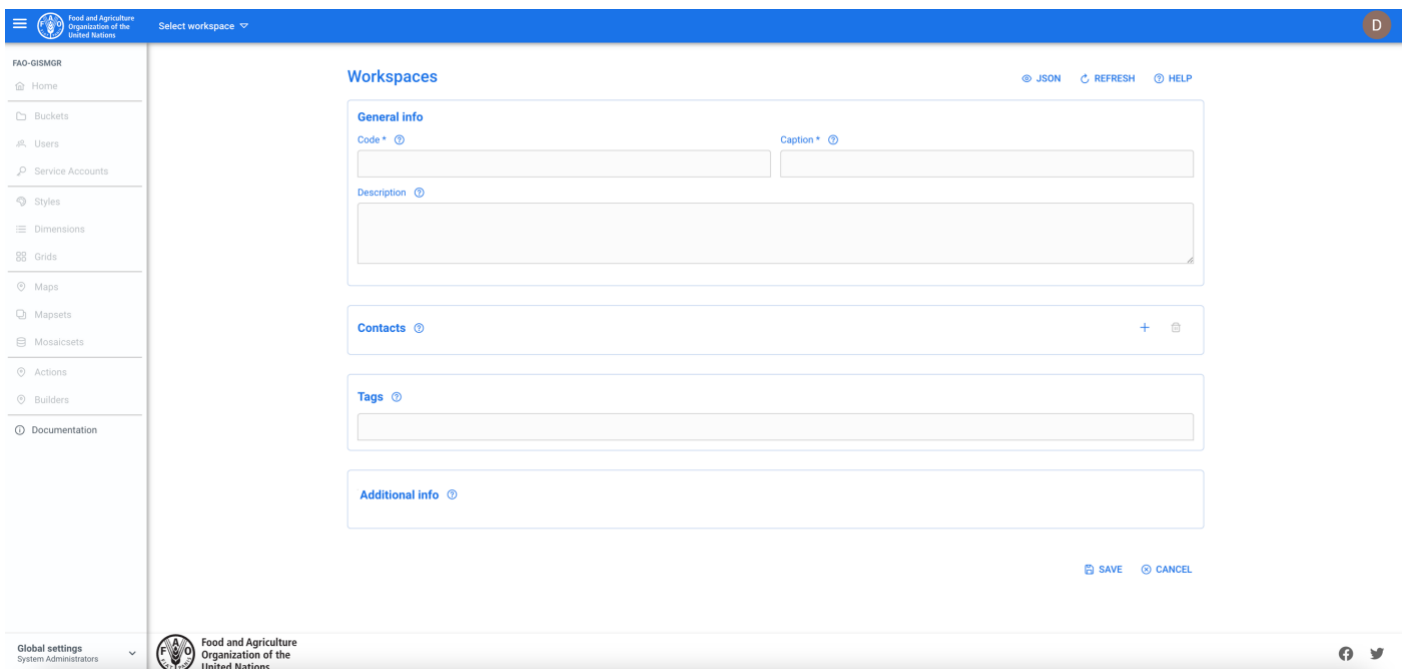 Food and Agriculture
Organization of the
United Nations
Select workspace
D
FAO-GISMGR
Home
Buckets
Users
Service Accounts
Styles
Dimensions
Grids
Maps
Mapsets
Mosaicsets
Actions
Builders
Documentation
Global settings
System Administrators
Workspaces
JSON REFRESH HELP
General info
Code * Caption *
Description
Contacts
Tags
Additional info
SAVE CANCEL
Food and Agriculture
Organization of the
United Nations